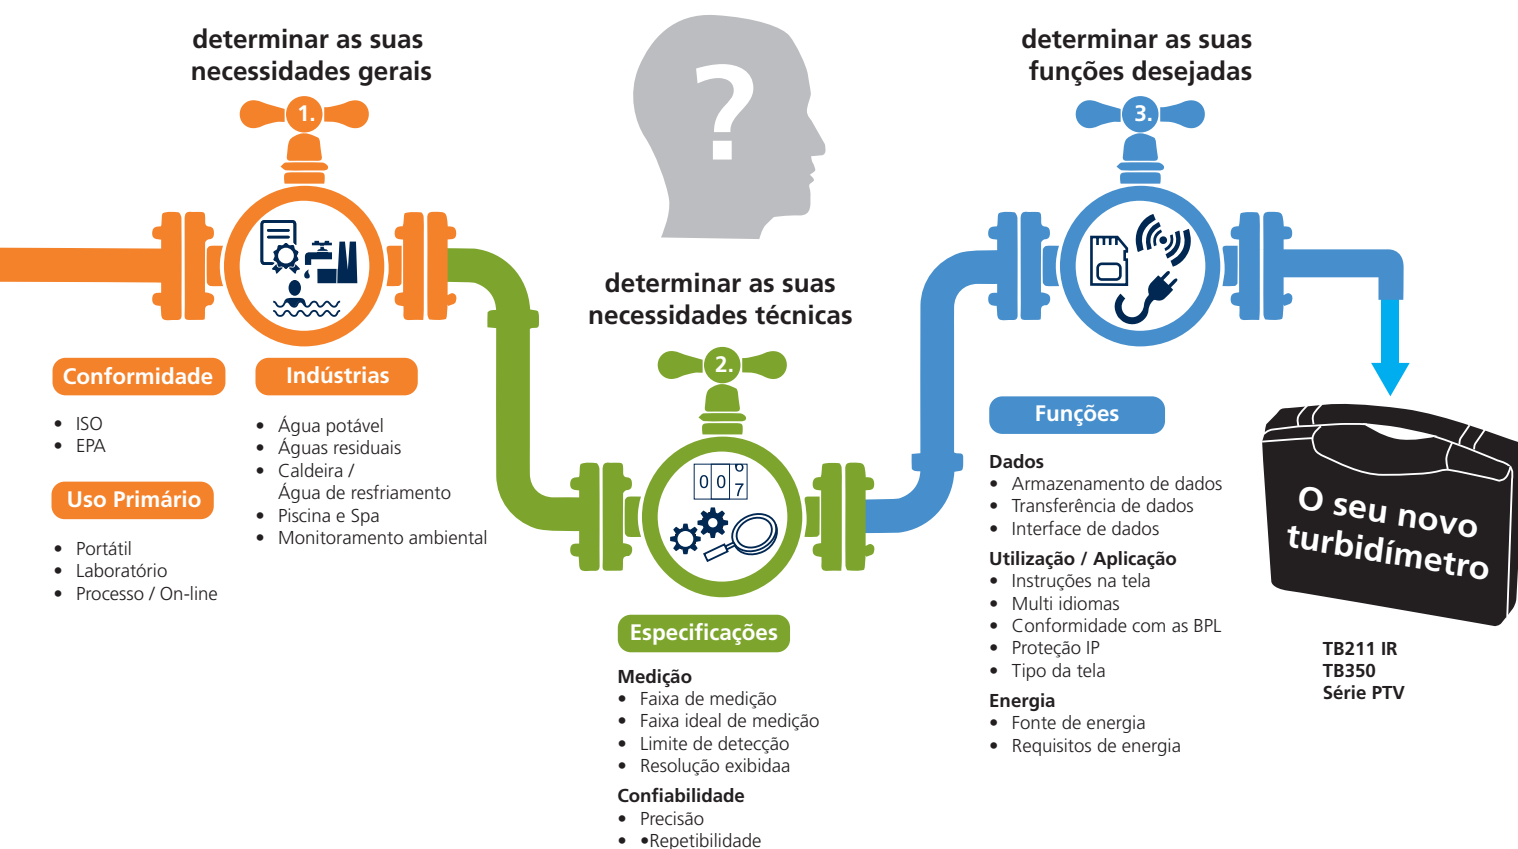 determinar as suas
necessidades gerais
1.
Conformidade
• ISO
• EPA
Uso Primário
• Portátil
• Laboratório
• Processo / On-line
Indústrias
• Água potável
• Águas residuais
• Caldeira /
Água de resfriamento
• Piscina e Spa
• Monitoramento ambiental
?
determinar as suas
necessidades técnicas
2.
0 0 6
7
Especificações
Medição
• Faixa de medição
• Faixa ideal de medição
• Limite de detecção
• Resolução exibidaa
Confiabilidade
• Precisão
• •Repetibilidade
determinar as suas
funções desejadas
3.
Funções
Dados
• Armazenamento de dados
• Transferência de dados
• Interface de dados
Utilização / Aplicação
• Instruções na tela
• Multi idiomas
• Conformidade com as BPL
• Proteção IP
• Tipo da tela
Energia
• Fonte de energia
• Requisitos de energia
O seu novo
turbidímetro
TB211 IR
TB350
Série PTV